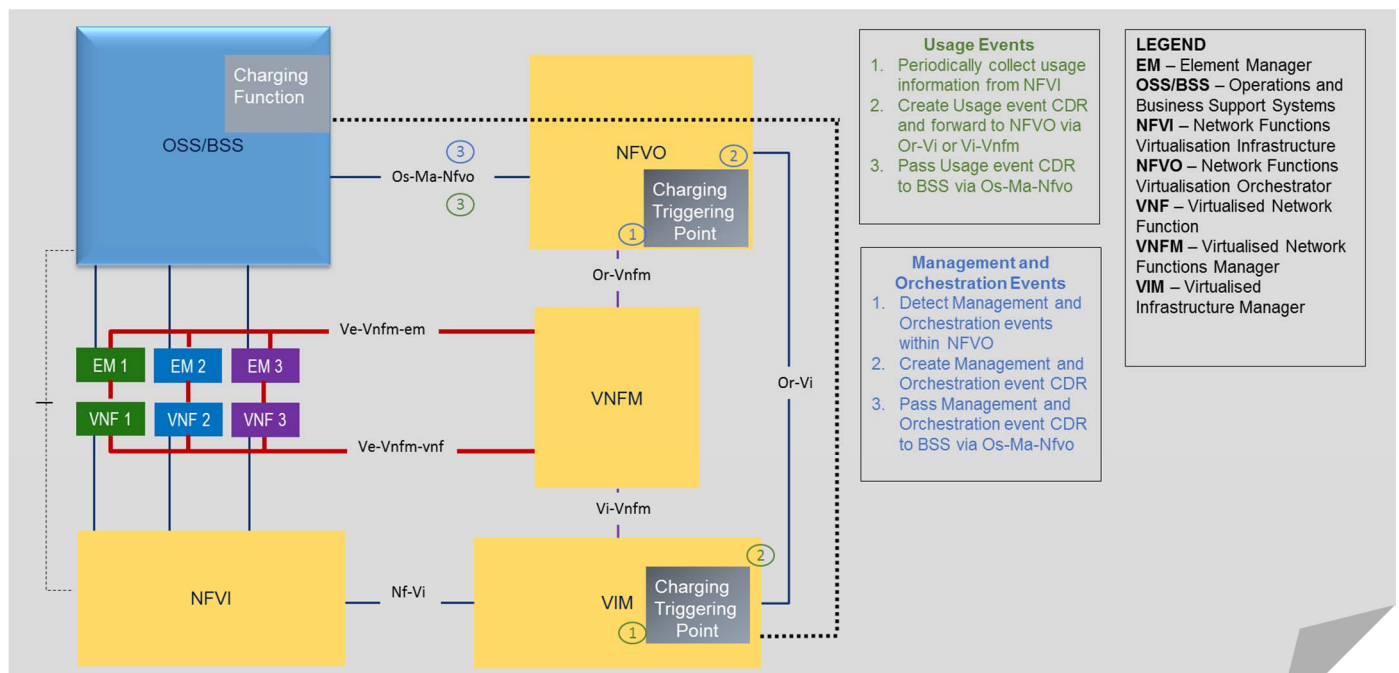 Charging
Function
OSS/BSS
3
Os-Ma-Nfvo
3
NFVO
2
Charging
Triggering
Point
1
Or-Vnfm
Ve-Vnfm-em
EM 1
EM 2
EM 3
VNFM
Or-Vi
VNF 1
VNF 2
VNF 3
Ve-Vnfm-vnf
Vi-Vnfm
NFVI
Nf-Vi
VIM
2
Charging
Triggering
Point
1
Usage Events
1. Periodically collect usage
information from NFVI
2. Create Usage event CDR
and forward to NFVO via
Or-Vi or Vi-Vnfm
3. Pass Usage event CDR
to BSS via Os-Ma-Nfvo
Management and
Orchestration Events
1. Detect Management and
Orchestration events
within NFVO
2. Create Management and
Orchestration event CDR
3. Pass Management and
Orchestration event CDR
to BSS via Os-Ma-Nfvo
LEGEND
EM – Element Manager
OSS/BSS – Operations and
Business Support Systems
NFVI – Network Functions
Virtualisation Infrastructure
NFVO – Network Functions
Virtualisation Orchestrator
VNF – Virtualised Network
Function
VNFM – Virtualised Network
Functions Manager
VIM – Virtualised
Infrastructure Manager